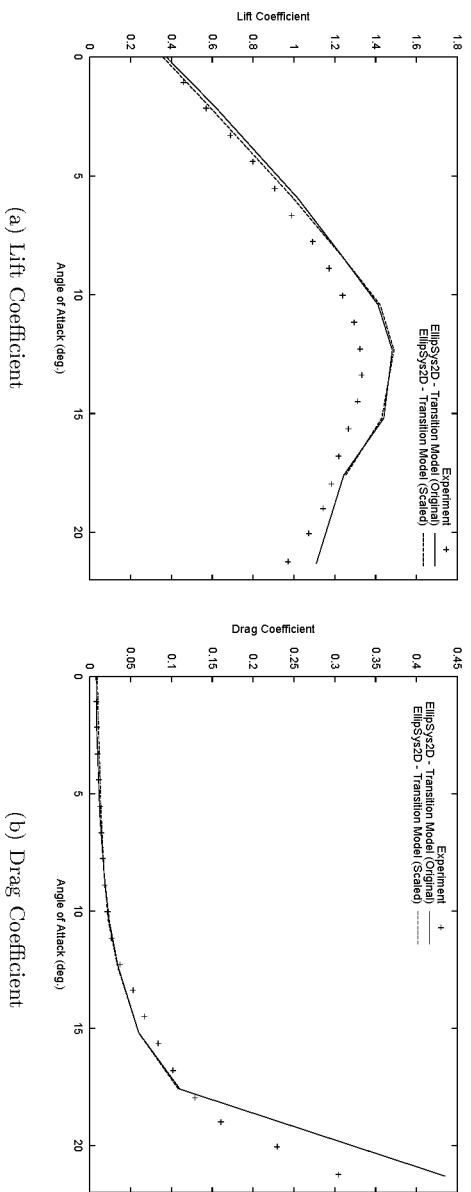 Lift Coefficient
1.8
1.6
1.4
1.2
1
0.8
0.6
0.4
0.2
0
0
5
10
15
20
Angle of Attack (deg.)
Experiment
EllipSys2D - Transition Model (Original)
EllipSys2D - Transition Model (Scaled)
(a) Lift Coefficient
Drag Coefficient
0.45
0.4
0.35
0.3
0.25
0.2
0.15
0.1
0.05
0
0
5
10
15
20
Angle of Attack (deg.)
Experiment
EllipSys2D - Transition Model (Original)
EllipSys2D - Transition Model (Scaled)
(b) Drag Coefficient